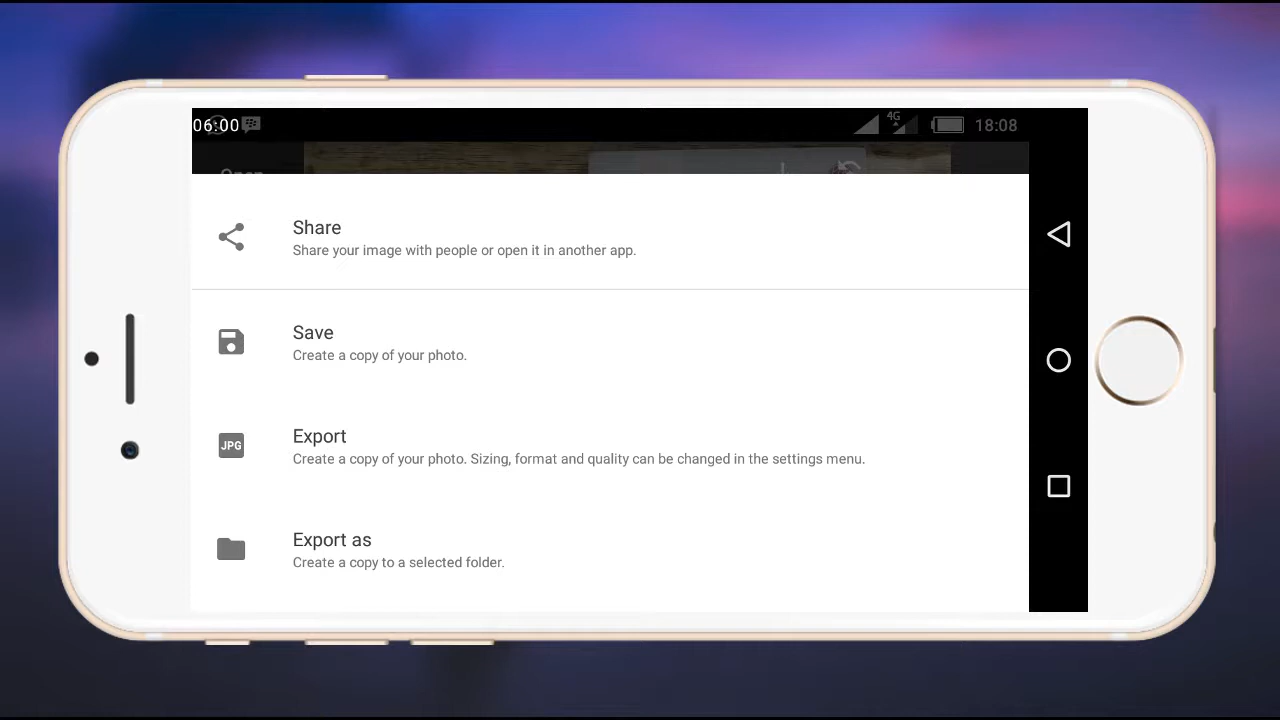 06:00
4G
18:08
Open
Share
Share your image with people or open it in another app.
Save
Create a copy of your photo.
JPG
Export
Create a copy of your photo. Sizing, format and quality can be changed in the settings menu.
Export as
Create a copy to a selected folder.